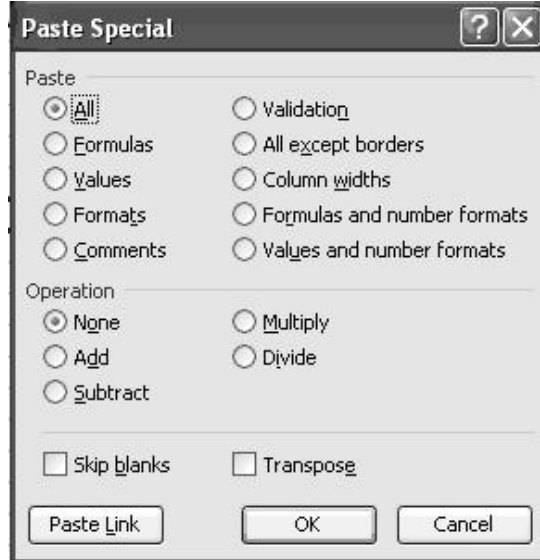 Paste Special
Paste
All Validation
Formulas All except borders
Values Column widths
Formats Formulas and number formats
Comments Values and number formats
Operation
None Multiply
Add Divide
Subtract
Skip blanks Transpose
Paste Link OK Cancel